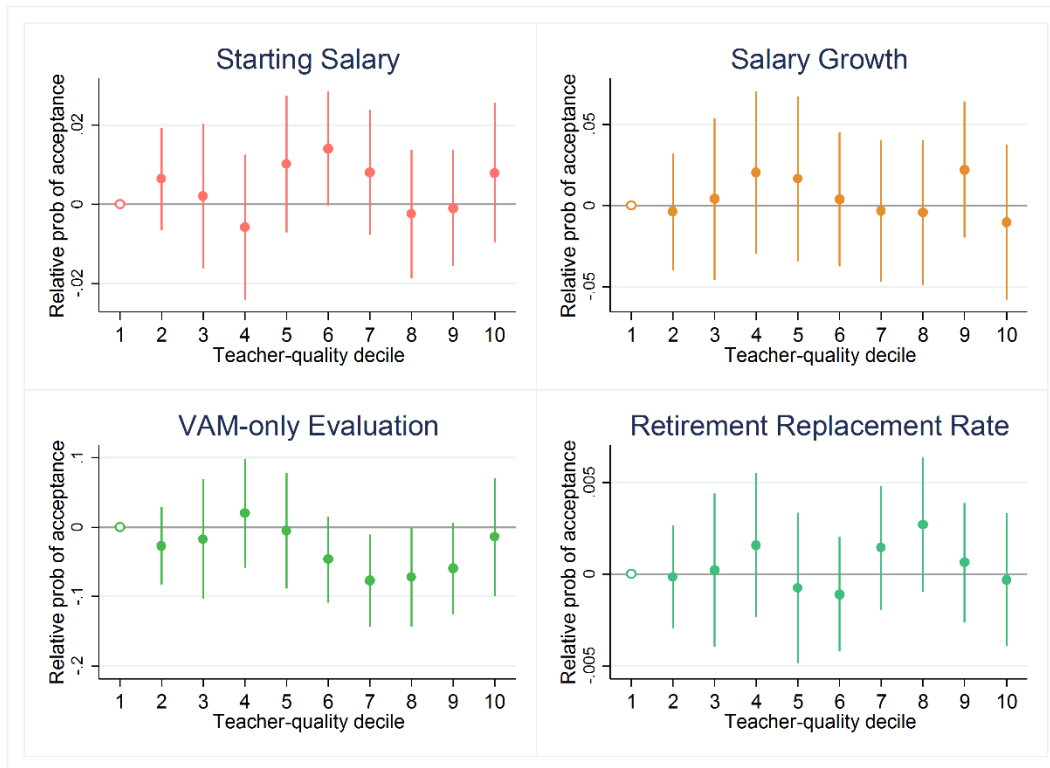 Starting Salary
Relative prob of acceptance
.02
0
-.02
1 2 3 4 5 6 7 8 9 10
Teacher-quality decile
Salary Growth
Relative prob of acceptance
.05
0
-.05
1 2 3 4 5 6 7 8 9 10
Teacher-quality decile
VAM-only Evaluation
Relative prob of acceptance
.1
0
-.1
-.2
1 2 3 4 5 6 7 8 9 10
Teacher-quality decile
Retirement Replacement Rate
Relative prob of acceptance
.005
0
-.005
1 2 3 4 5 6 7 8 9 10
Teacher-quality decile